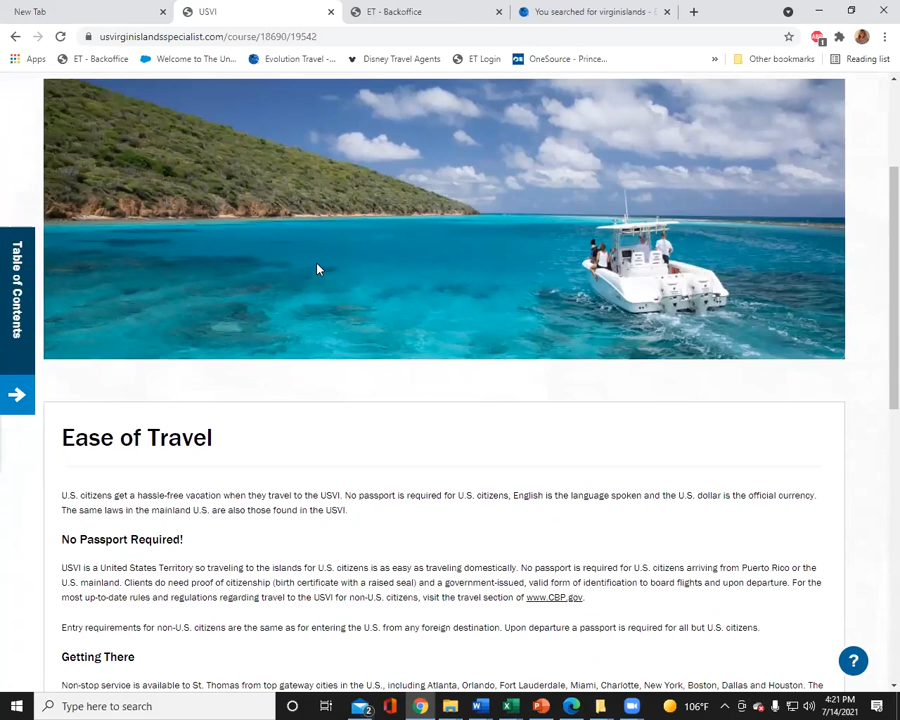 New Tab
USVI
ET - Backoffice
You searched for virginislands - E
usvirginislandsspecialist.com/course/18690/19542
Apps
ET - Backoffice
Welcome to The Un...
Evolution Travel -...
Disney Travel Agents
ET Login
OneSource - Prince...
Other bookmarks
Reading list
Table of Contents
Ease of Travel
U.S. citizens get a hassle-free vacation when they travel to the USVI. No passport is required for U.S. citizens, English is the language spoken and the U.S. dollar is the official currency.
The same laws in the mainland U.S. are also those found in the USVI.
No Passport Required!
USVI is a United States Territory so traveling to the islands for U.S. citizens is as easy as traveling domestically. No passport is required for U.S. citizens arriving from Puerto Rico or the
U.S. mainland. Clients do need proof of citizenship (birth certificate with a raised seal) and a government-issued, valid form of identification to board flights and upon departure. For the
most up-to-date rules and regulations regarding travel to the USVI for non-U.S. citizens, visit the travel section of www.CBP.gov.
Entry requirements for non-U.S. citizens are the same as for entering the U.S. from any foreign destination. Upon departure a passport is required for all but U.S. citizens.
Getting There
Non-stop service is available to St. Thomas from top gateway cities in the U.S., including Atlanta, Orlando, Fort Lauderdale, Miami, Charlotte, New York, Boston, Dallas and Houston. The
?
Type here to search
2
106°F
4:21 PM
7/14/2021